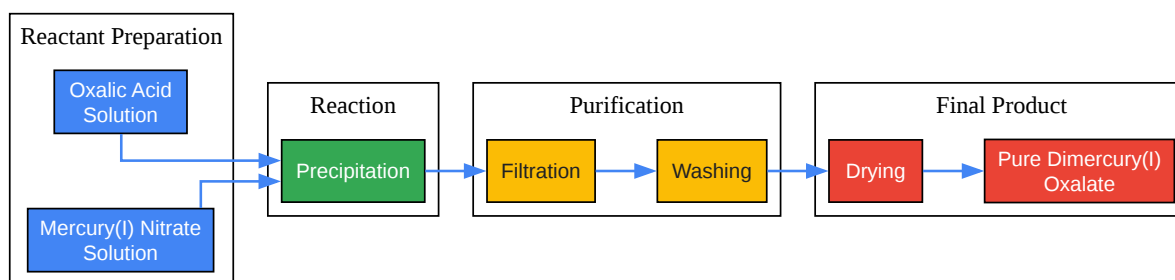 Reactant Preparation
Oxalic Acid
Solution
Mercury(I) Nitrate
Solution
Reaction
Precipitation
Purification
Filtration
Washing
Final Product
Drying
Pure Dimercury(I)
Oxalate